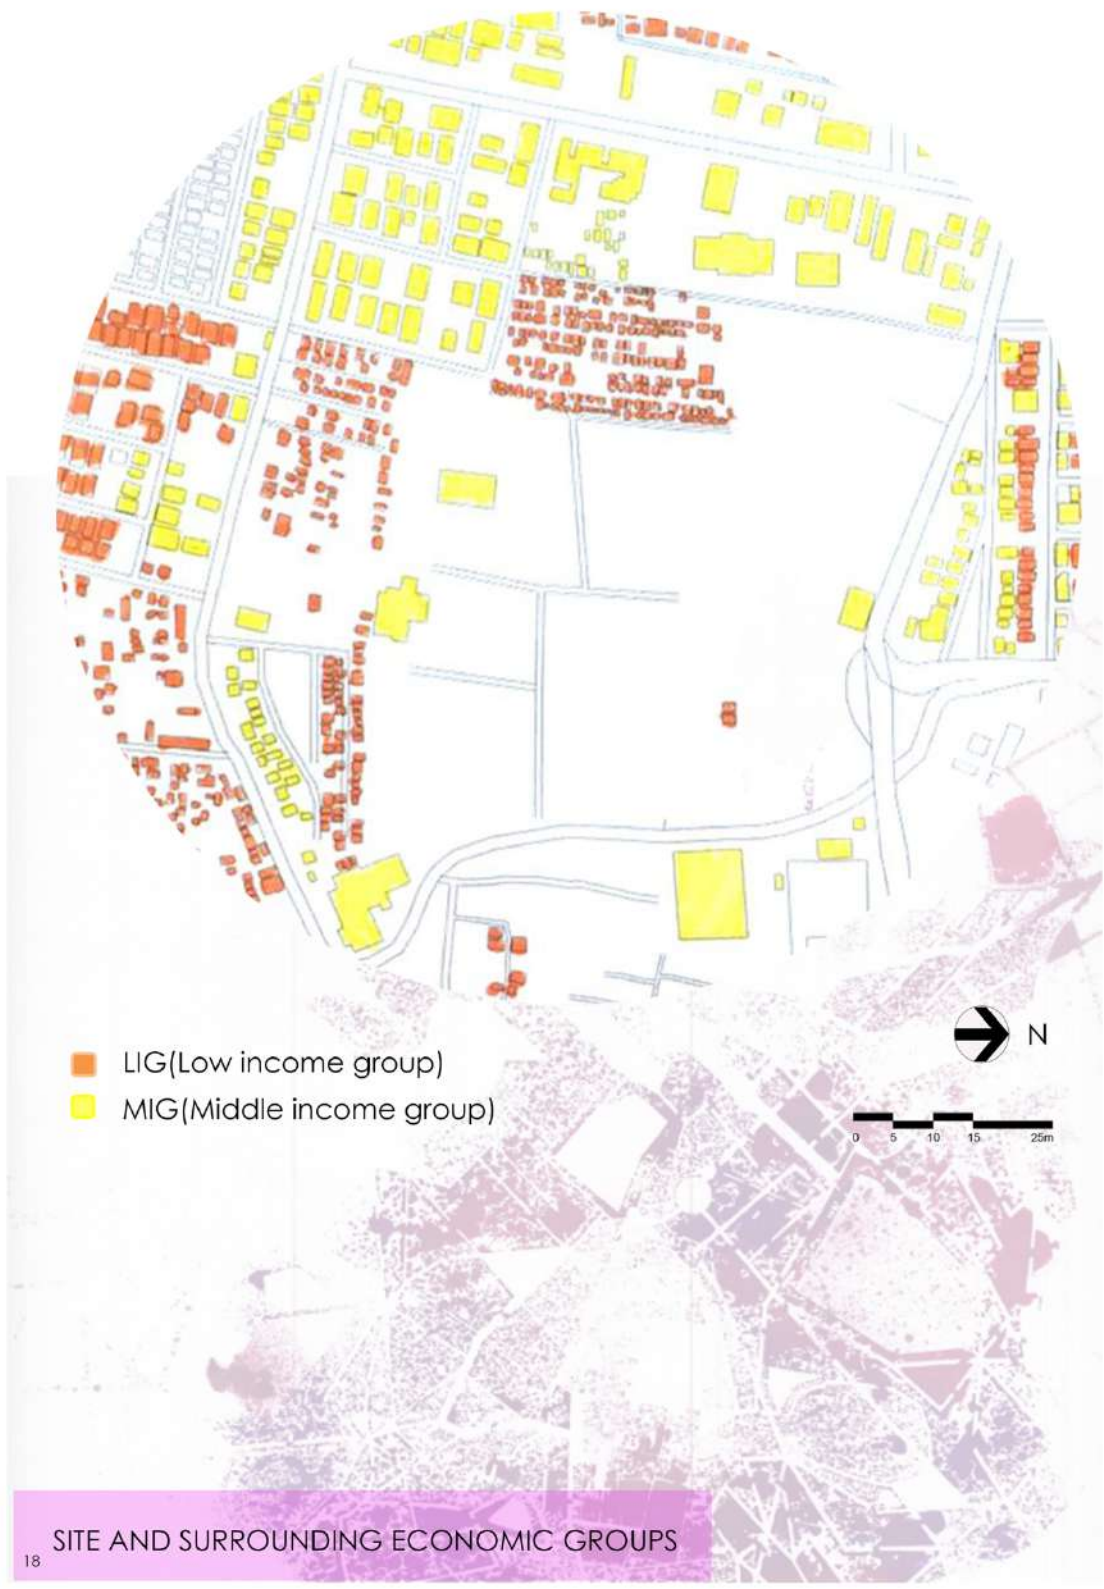 N
LIG(Low income group)
MIG(Middle income group)
0 5 10 15 25m
SITE AND SURROUNDING ECONOMIC GROUPS
18